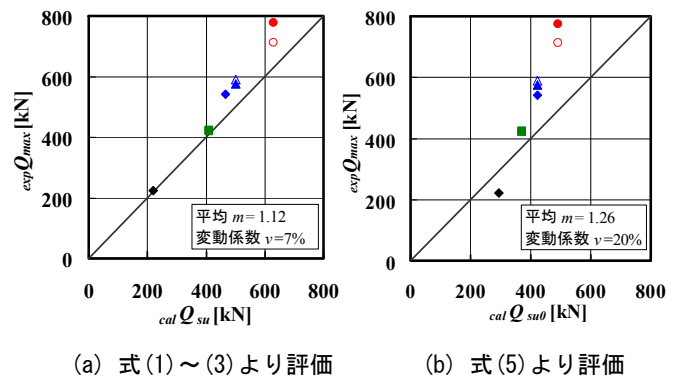 800
600
400
200
0
expQmax[kN]
平均 m=1.12
変動係数 v=7%
0 200 400 600 800
calQsu[kN]
(a) 式(1)～(3)より評価
800
600
400
200
0
expQmax[kN]
平均 m=1.26
変動係数 v=20%
0 200 400 600 800
calQsu0[kN]
(b) 式(5)より評価